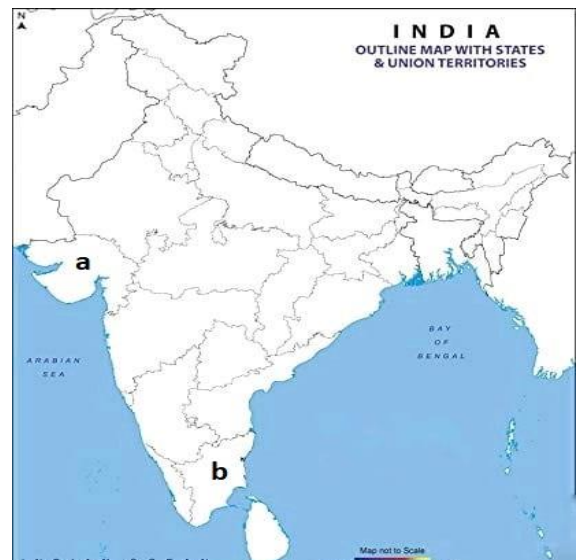 N
INDIA
OUTLINE MAP WITH STATES
& UNION TERRITORIES
a
BAY
OF
BENGAL
ARABIAN
SEA
b
Map not to Scale